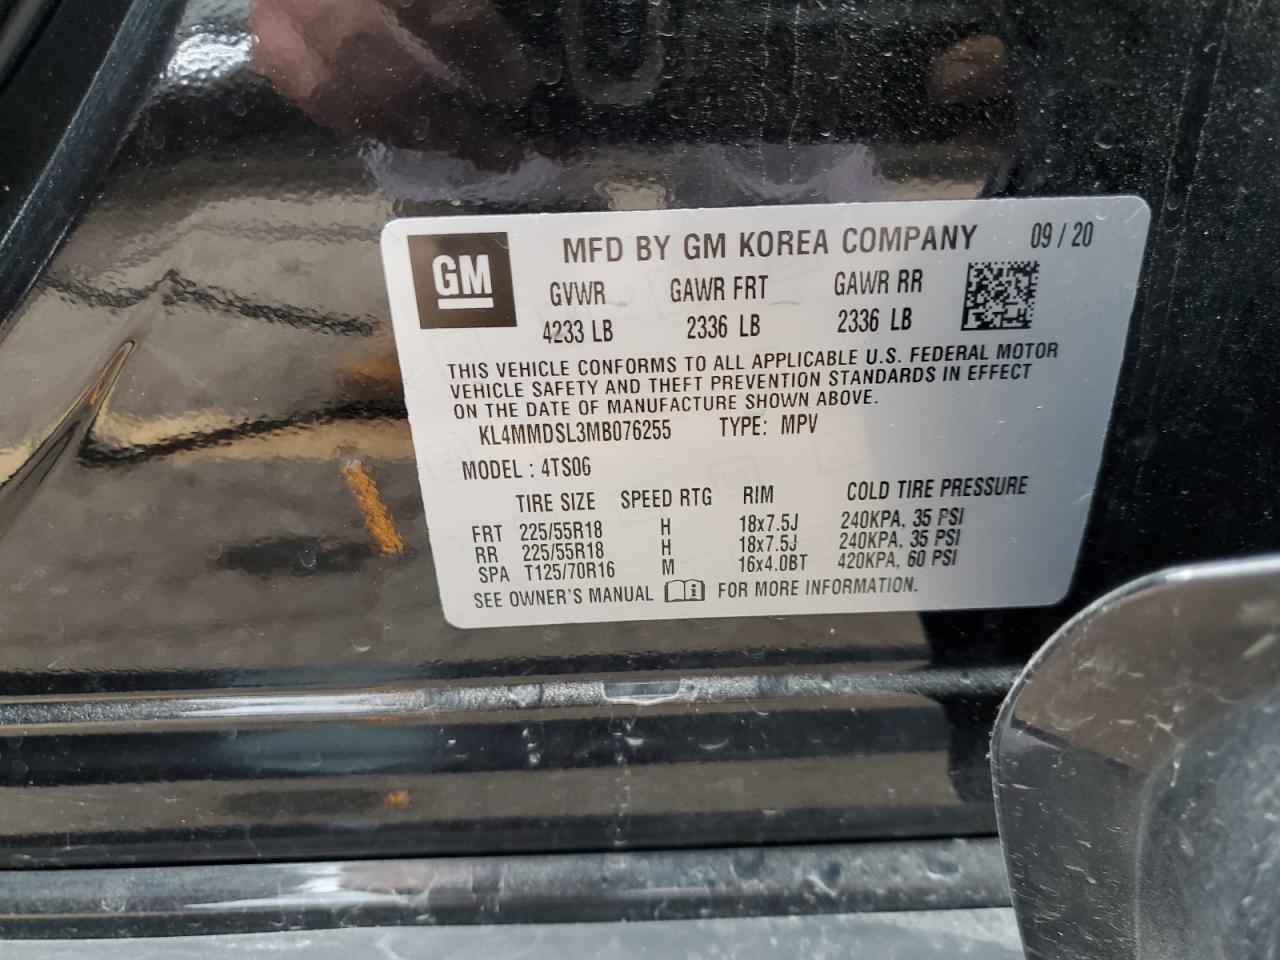 GM
MFD BY GM KOREA COMPANY 09/20
GVWR GAWR FRT GAWR RR
4233 LB 2336 LB 2336 LB
THIS VEHICLE CONFORMS TO ALL APPLICABLE U.S. FEDERAL MOTOR
VEHICLE SAFETY AND THEFT PREVENTION STANDARDS IN EFFECT
ON THE DATE OF MANUFACTURE SHOWN ABOVE.
KL4MMDSL3MB076255 TYPE: MPV
MODEL : 4TS06
TIRE SIZE SPEED RTG RIM COLD TIRE PRESSURE
FRT 225/55R18 H 18x7.5J 240KPA, 35 PSI
RR 225/55R18 H 18x7.5J 240KPA, 35 PSI
SPA T125/70R16 M 16x4.0BT 420KPA, 60 PSI
SEE OWNER'S MANUAL FOR MORE INFORMATION.